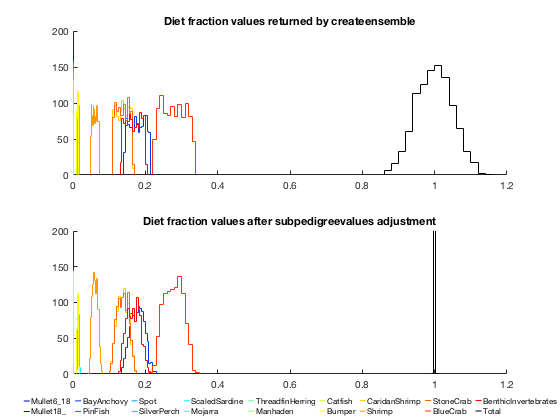 Diet fraction values returned by createensemble
200
150
100
50
0
0 0.2 0.4 0.6 0.8 1 1.2
Diet fraction values after subpedigreevalues adjustment
200
150
100
50
0
0 0.2 0.4 0.6 0.8 1 1.2
Mullet6_18 BayAnchovy Spot ScaledSardine ThreadfinHerring Catfish CaridanShrimp StoneCrab BenthicInvertebrates
Mullet18_ PinFish SilverPerch Mojarra Manhaden Bumper Shrimp BlueCrab Total